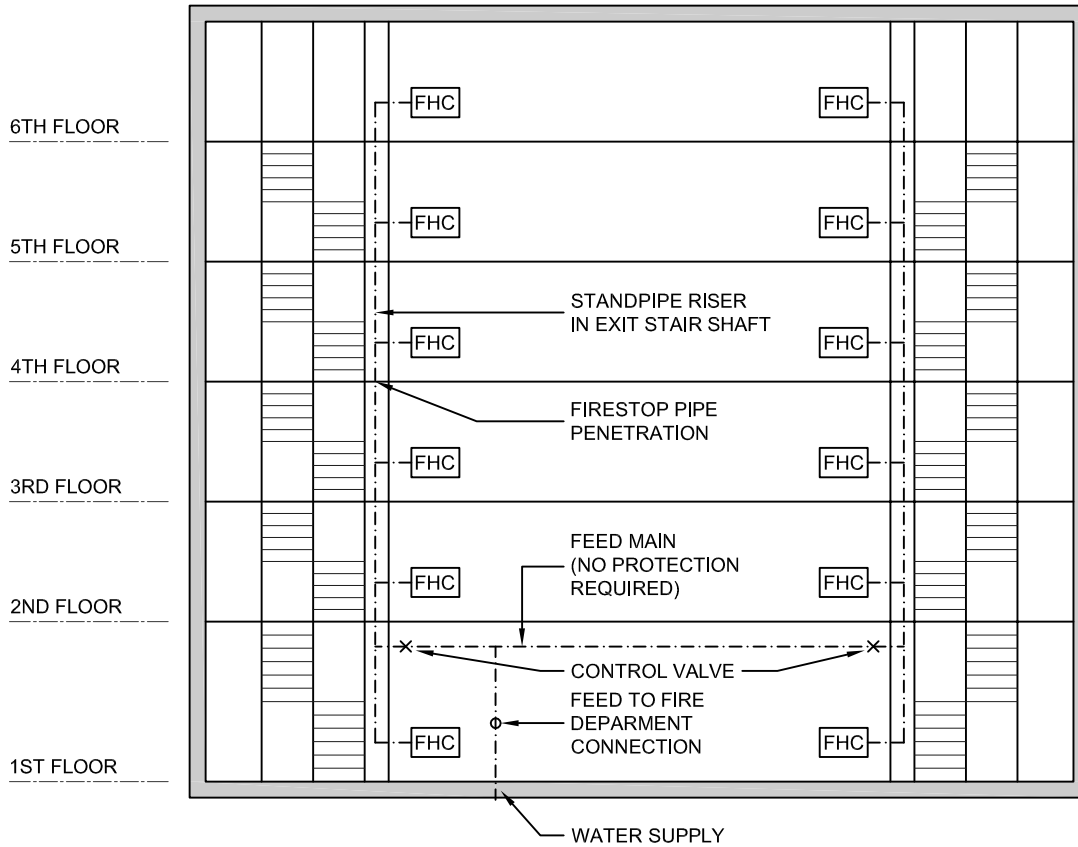 FHC FHC
6TH FLOOR
FHC FHC
5TH FLOOR
STANDPIPE RISER
IN EXIT STAIR SHAFT
FHC FHC
4TH FLOOR
FIRESTOP PIPE
PENETRATION
FHC FHC
3RD FLOOR
FEED MAIN
(NO PROTECTION
REQUIRED)
FHC FHC
2ND FLOOR
CONTROL VALVE
FEED TO FIRE
DEPARMENT
CONNECTION
FHC FHC
1ST FLOOR
WATER SUPPLY